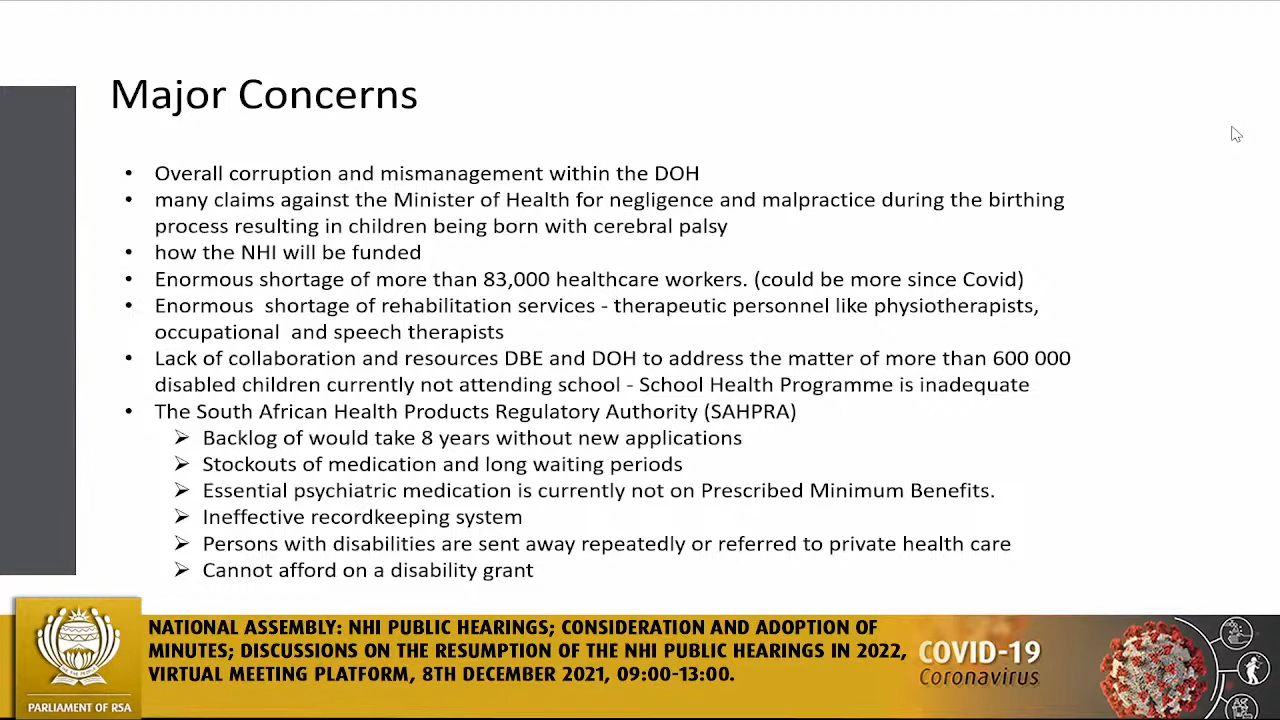 Major Concerns
• Overall corruption and mismanagement within the DOH
• many claims against the Minister of Health for negligence and malpractice during the birthing
process resulting in children being born with cerebral palsy
• how the NHI will be funded
• Enormous shortage of more than 83,000 healthcare workers. (could be more since Covid)
• Enormous  shortage of rehabilitation services - therapeutic personnel like physiotherapists,
occupational  and speech therapists
• Lack of collaboration and resources DBE and DOH to address the matter of more than 600 000
disabled children currently not attending school - School Health Programme is inadequate
• The South African Health Products Regulatory Authority (SAHPRA)
➢ Backlog of would take 8 years without new applications
➢ Stockouts of medication and long waiting periods
➢ Essential psychiatric medication is currently not on Prescribed Minimum Benefits.
➢ Ineffective recordkeeping system
➢ Persons with disabilities are sent away repeatedly or referred to private health care
➢ Cannot afford on a disability grant
NATIONAL ASSEMBLY: NHI PUBLIC HEARINGS; CONSIDERATION AND ADOPTION OF
MINUTES; DISCUSSIONS ON THE RESUMPTION OF THE NHI PUBLIC HEARINGS IN 2022,
VIRTUAL MEETING PLATFORM, 8TH DECEMBER 2021, 09:00-13:00.
PARLIAMENT OF RSA
COVID-19
Coronavirus